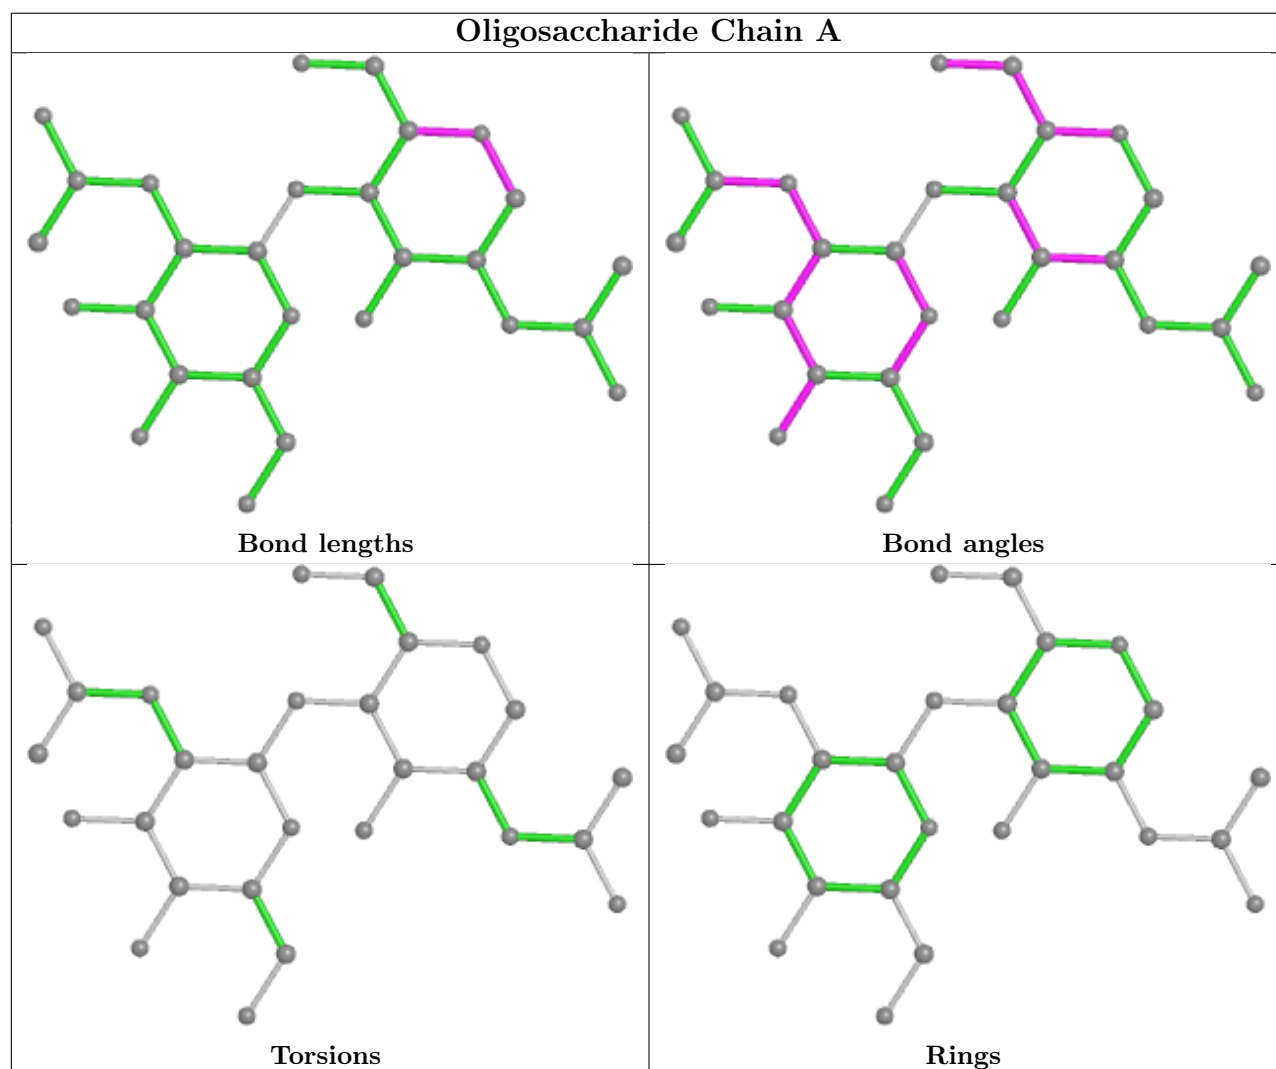 Oligosaccharide Chain A
Bond lengths
Bond angles
Torsions
Rings